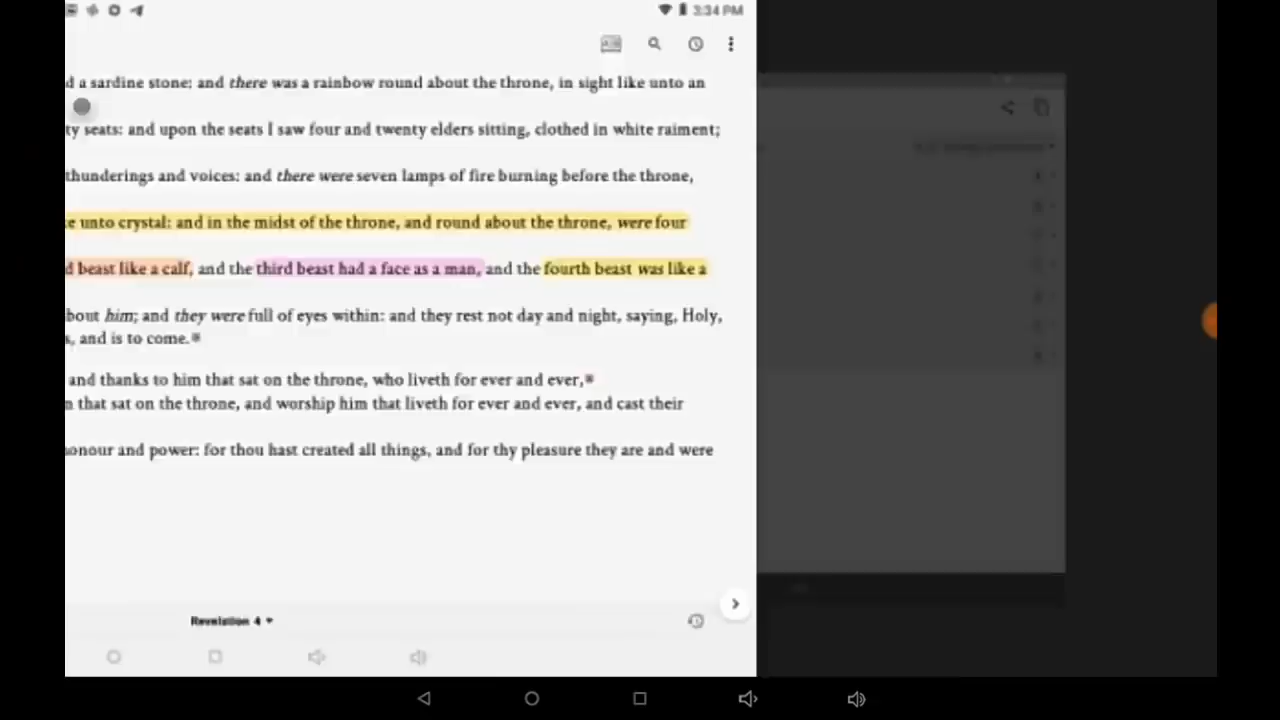 3:34 PM
d a sardine stone: and there was a rainbow round about the throne, in sight like unto an
ty seats: and upon the seats I saw four and twenty elders sitting, clothed in white raiment;
thunderings and voices: and there were seven lamps of fire burning before the throne,
e unto crystal: and in the midst of the throne, and round about the throne, were four
d beast like a calf, and the third beast had a face as a man, and the fourth beast was like a
bout him; and they were full of eyes within: and they rest not day and night, saying, Holy,
s, and is to come.
and thanks to him that sat on the throne, who liveth for ever and ever,
n that sat on the throne, and worship him that liveth for ever and ever, and cast their
onour and power: for thou hast created all things, and for thy pleasure they are and were
Revelation 4